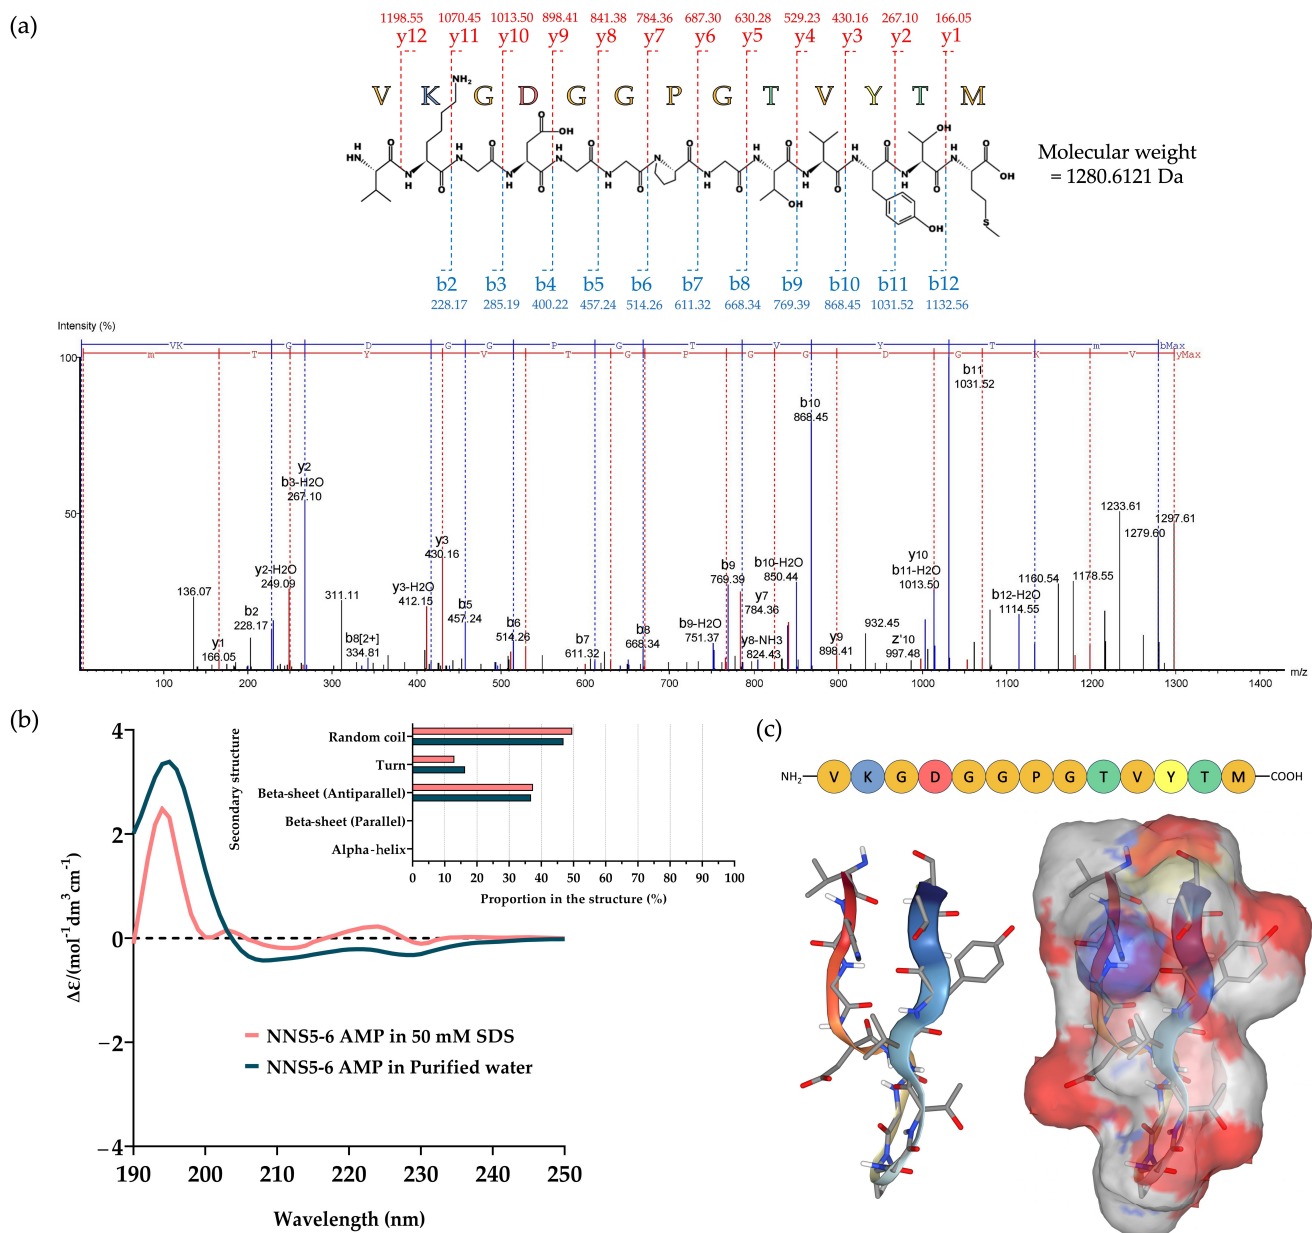 (a)
1198.55 1070.45 1013.50 898.41 841.38 784.36 687.30 630.28 529.23 430.16 267.10 166.05
y12 y11 y10 y9 y8 y7 y6 y5 y4 y3 y2 y1
V K G D G G P G T V Y T M
Molecular weight
= 1280.6121 Da
b2 b3 b4 b5 b6 b7 b8 b9 b10 b11 b12
228.17 285.19 400.22 457.24 514.26 611.32 668.34 769.39 868.45 1031.52 1132.56
Intensity (%)
VK G D G G P G T V Y T m bMax
m T Y V T G P G G D G K V yMax
100
50
136.07
y1
166.05
b2
228.17
y2-H2O
249.09
y2
b3-H2O
267.10
311.11
b8[2+]
334.81
y3-H2O
412.15
y3
430.16
b5
457.24
b6
514.26
b7
611.32
b8
668.34
b9-H2O
751.37
b9
769.39
y7
784.36
y8-NH3
824.43
b10-H2O
850.44
b10
868.45
y9
898.41
932.45
z'10
997.48
y10
b11-H2O
1013.50
b11
1031.52
b12-H2O
1114.55
1160.54
1178.55
1233.61
1279.60
1297.61
100 200 300 400 500 600 700 800 900 1000 1100 1200 1300 1400 m/z
(b)
Δε/(mol⁻¹dm³cm⁻¹)
4
2
0
−2
−4
190 200 210 220 230 240 250
Wavelength (nm)
NNS5-6 AMP in 50 mM SDS
NNS5-6 AMP in Purified water
Secondary structure
Random coil
Turn
Beta-sheet (Antiparallel)
Beta-sheet (Parallel)
Alpha-helix
0 10 20 30 40 50 60 70 80 90 100
Proportion in the structure (%)
(c)
NH₂ V K G D G G P G T V Y T M COOH